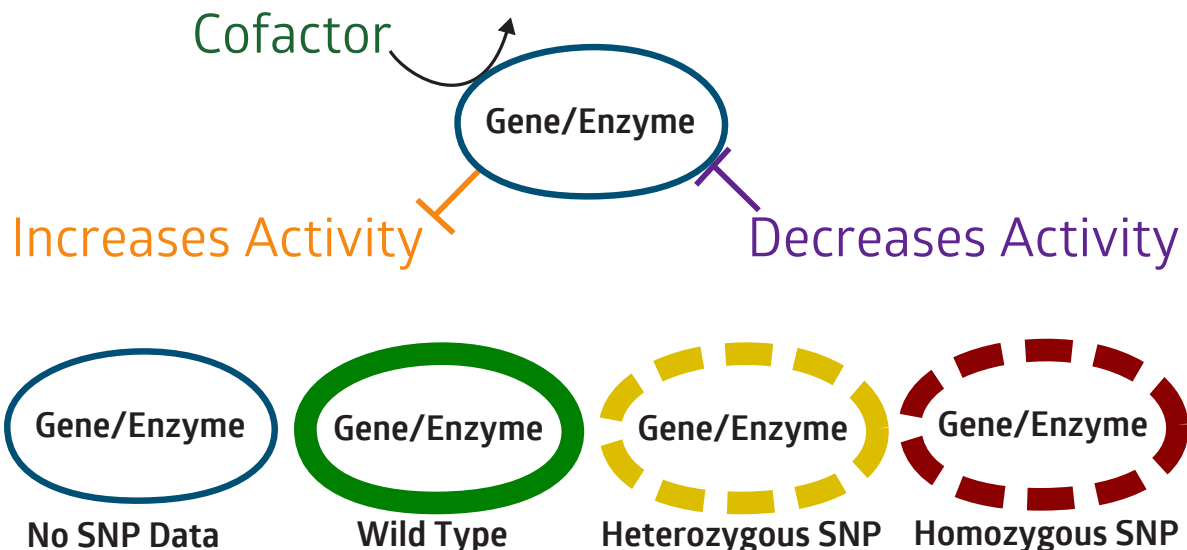 Cofactor
Gene/Enzyme
Increases Activity
Decreases Activity
Gene/Enzyme
Gene/Enzyme
Gene/Enzyme
Gene/Enzyme
No SNP Data
Wild Type
Heterozygous SNP
Homozygous SNP